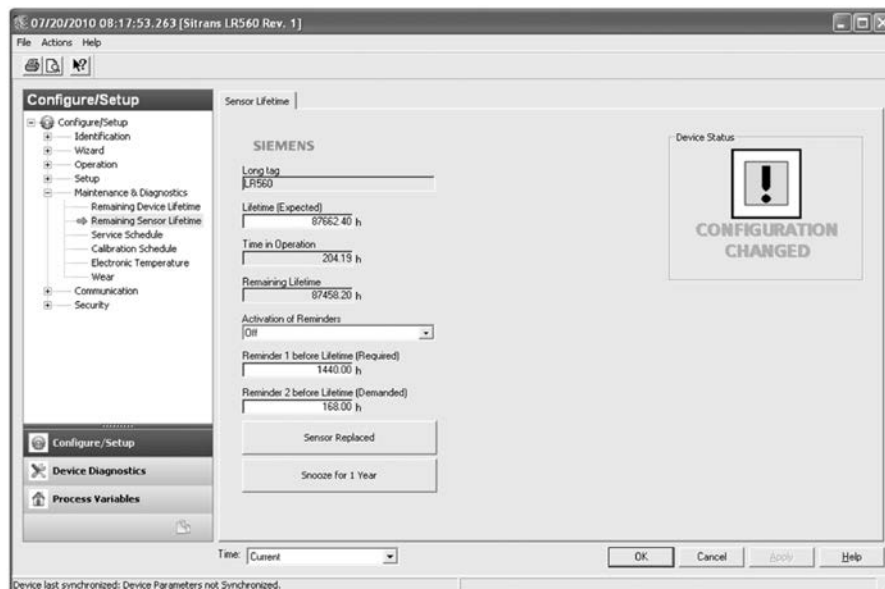 07/20/2010 08:17:53.263 [Sitrans LR560 Rev. 1]
File Actions Help
Configure/Setup
Configure/Setup
Identification
Wizard
Operation
Setup
Maintenance & Diagnostics
Remaining Device Lifetime
Remaining Sensor Lifetime
Service Schedule
Calibration Schedule
Electronic Temperature
Wear
Communication
Security
Configure/Setup
Device Diagnostics
Process Variables
Sensor Lifetime
SIEMENS
Long tag
LR560
Lifetime (Expected)
87662.40 h
Time in Operation
204.19 h
Remaining Lifetime
87458.20 h
Activation of Reminders
Off
Reminder 1 before Lifetime (Required)
1440.00 h
Reminder 2 before Lifetime (Demanded)
168.00 h
Sensor Replaced
Snooze for 1 Year
Device Status
!
CONFIGURATION
CHANGED
Time: Current
OK Cancel Apply Help
Device last synchronized: Device Parameters not Synchronized.